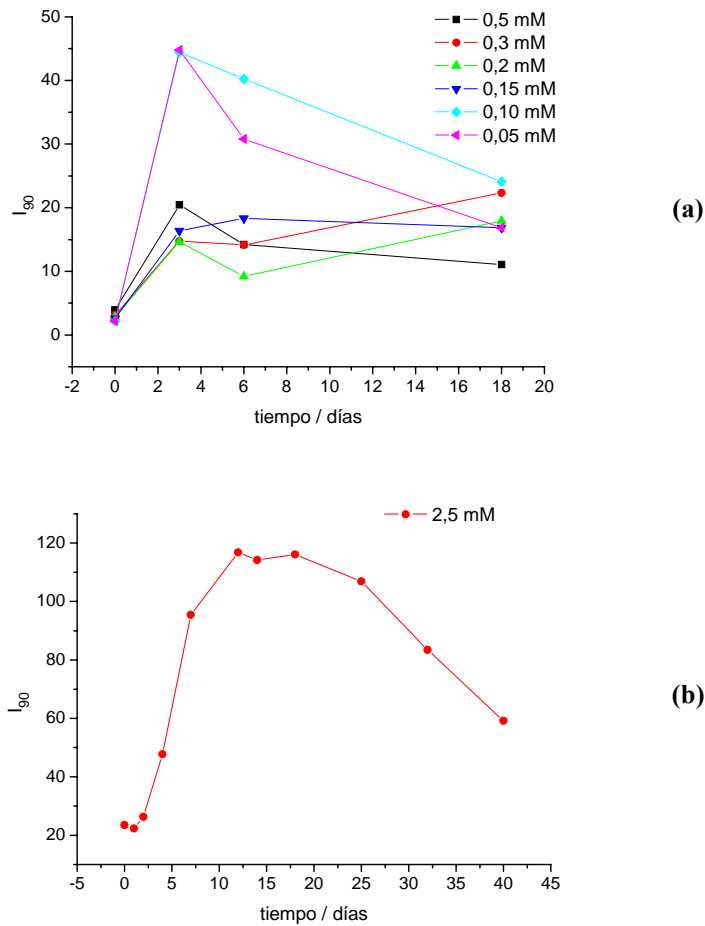 50
40
30
20
10
0
I90
-2 0 2 4 6 8 10 12 14 16 18 20
tiempo / días
0,5 mM
0,3 mM
0,2 mM
0,15 mM
0,10 mM
0,05 mM
(a)
120
100
80
60
40
20
I90
-5 0 5 10 15 20 25 30 35 40 45
tiempo / días
2,5 mM
(b)